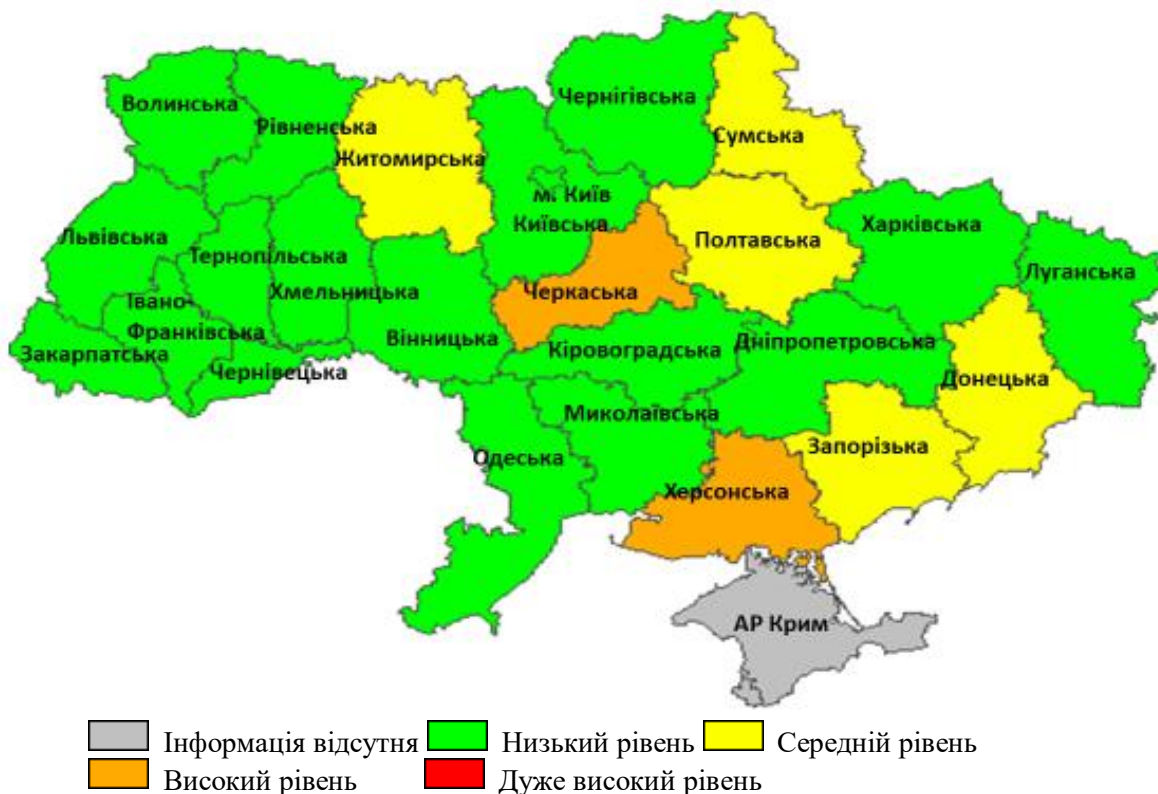 Волинська
Рівненська
Житомирська
Чернігівська
Сумська
м. Київ
Київська
Полтавська
Харківська
Луганська
Львівська
Тернопільська
Хмельницька
Черкаська
Івано-
Франківська
Закарпатська
Чернівецька
Вінницька
Кіровоградська
Дніпропетровська
Донецька
Миколаївська
Одеська
Запорізька
Херсонська
АР Крим
Інформація відсутня Низький рівень Середній рівень
Високий рівень Дуже високий рівень